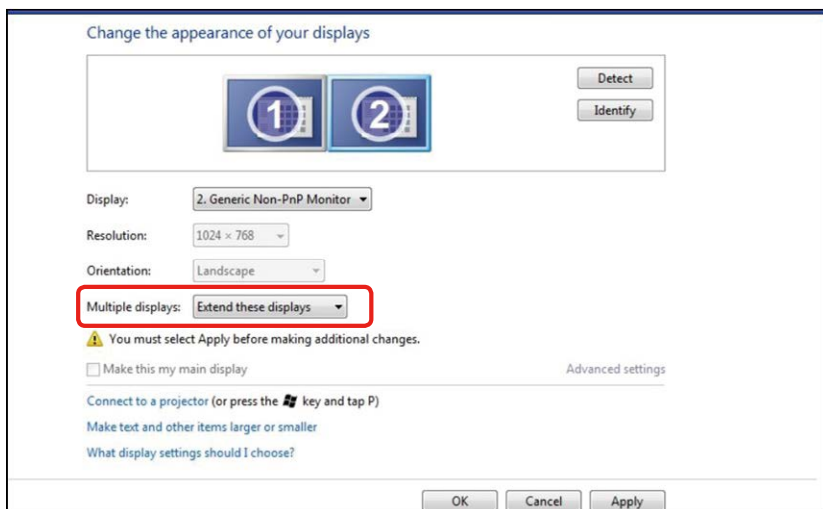 Change the appearance of your displays
1 2
Detect
Identify
Display: 2. Generic Non-PnP Monitor
Resolution: 1024 × 768
Orientation: Landscape
Multiple displays: Extend these displays
You must select Apply before making additional changes.
Make this my main display Advanced settings
Connect to a projector (or press the key and tap P)
Make text and other items larger or smaller
What display settings should I choose?
OK Cancel Apply